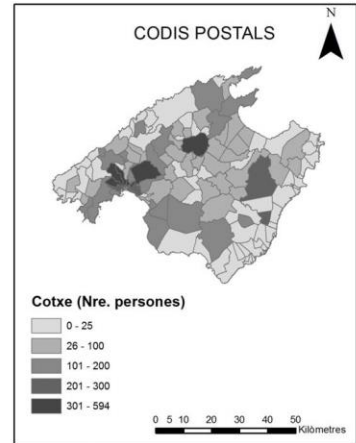 CODIS POSTALS
N
Cotxe (Nre. persones)
0 - 25
26 - 100
101 - 200
201 - 300
301 - 594
0 5 10 20 30 40 50
Kilòmetres